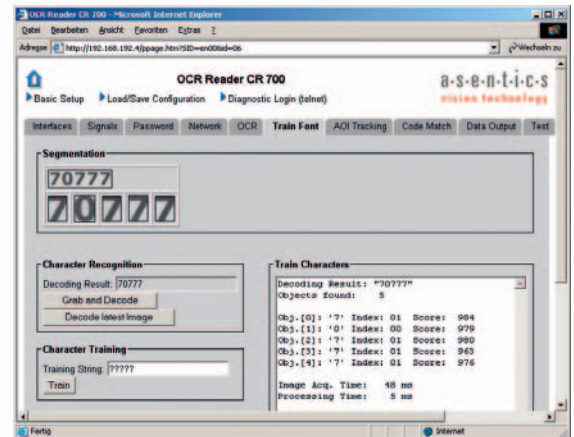 OCR Reader CR 700 - Microsoft Internet Explorer
Datei Bearbeiten Ansicht Favoriten Extras ?
Adresse http://192.168.192.4/ppage.htm?SID=en00&id=06 Wechseln zu
OCR Reader CR 700
a·s·e·n·t·i·c·s
vision technology
Basic Setup Load/Save Configuration Diagnostic Login (telnet)
Interfaces Signals Password Network OCR Train Font AOI Tracking Code Match Data Output Test
Segmentation
70777
7 0 7 7 7
Character Recognition
Decoding Result: 70777
Grab and Decode
Decode latest Image
Character Training
Training String: ?????
Train
Train Characters
Decoding Result: "70777"
Objects found: 5
Obj.[0]: '7' Index: 01 Score: 984
Obj.[1]: '0' Index: 00 Score: 979
Obj.[2]: '7' Index: 01 Score: 980
Obj.[3]: '7' Index: 01 Score: 963
Obj.[4]: '7' Index: 01 Score: 976
Image Acq. Time: 48 ms
Processing Time: 5 ms
Fertig Internet